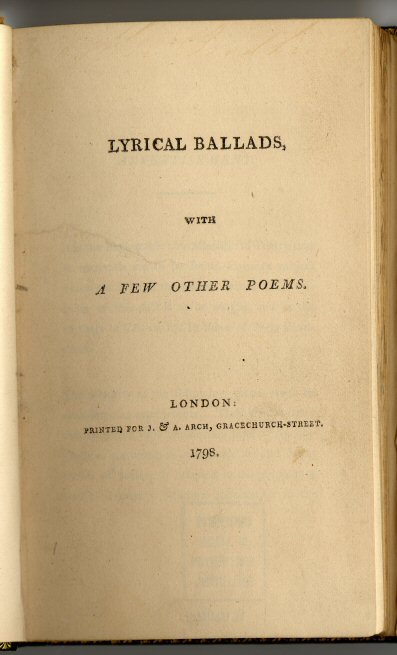 LYRICAL BALLADS,
WITH
A FEW OTHER POEMS.
LONDON:
PRINTED FOR J. & A. ARCH, GRACECHURCH-STREET.
1798.